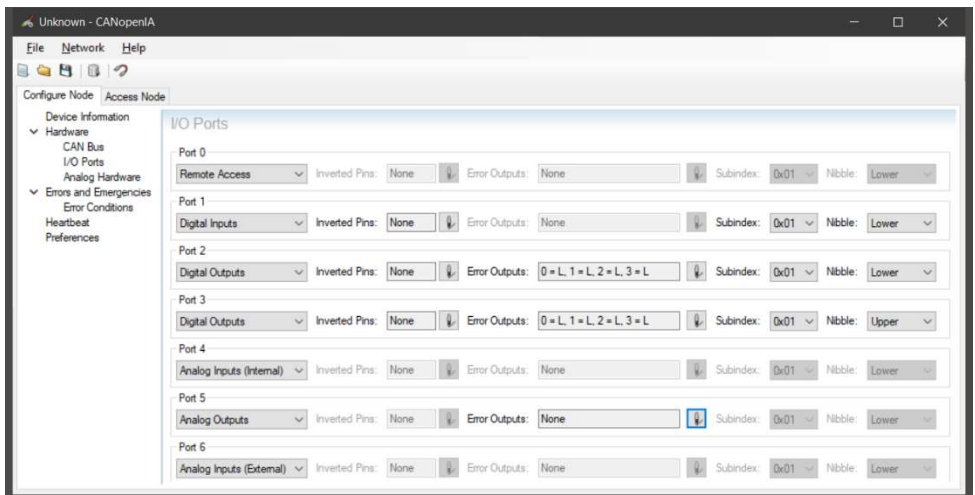 Unknown - CANopenIA
File Network Help
Configure Node Access Node
Device Information
Hardware
CAN Bus
I/O Ports
Analog Hardware
Errors and Emergencies
Error Conditions
Heartbeat
Preferences
I/O Ports
Port 0
Remote Access Inverted Pins: None Error Outputs: None Subindex: 0x01 Nibble: Lower
Port 1
Digital Inputs Inverted Pins: None Error Outputs: None Subindex: 0x01 Nibble: Lower
Port 2
Digital Outputs Inverted Pins: None Error Outputs: 0 = L, 1 = L, 2 = L, 3 = L Subindex: 0x01 Nibble: Lower
Port 3
Digital Outputs Inverted Pins: None Error Outputs: 0 = L, 1 = L, 2 = L, 3 = L Subindex: 0x01 Nibble: Upper
Port 4
Analog Inputs (Internal) Inverted Pins: None Error Outputs: None Subindex: 0x01 Nibble: Lower
Port 5
Analog Outputs Inverted Pins: None Error Outputs: None Subindex: 0x01 Nibble: Lower
Port 6
Analog Inputs (External) Inverted Pins: None Error Outputs: None Subindex: 0x01 Nibble: Lower